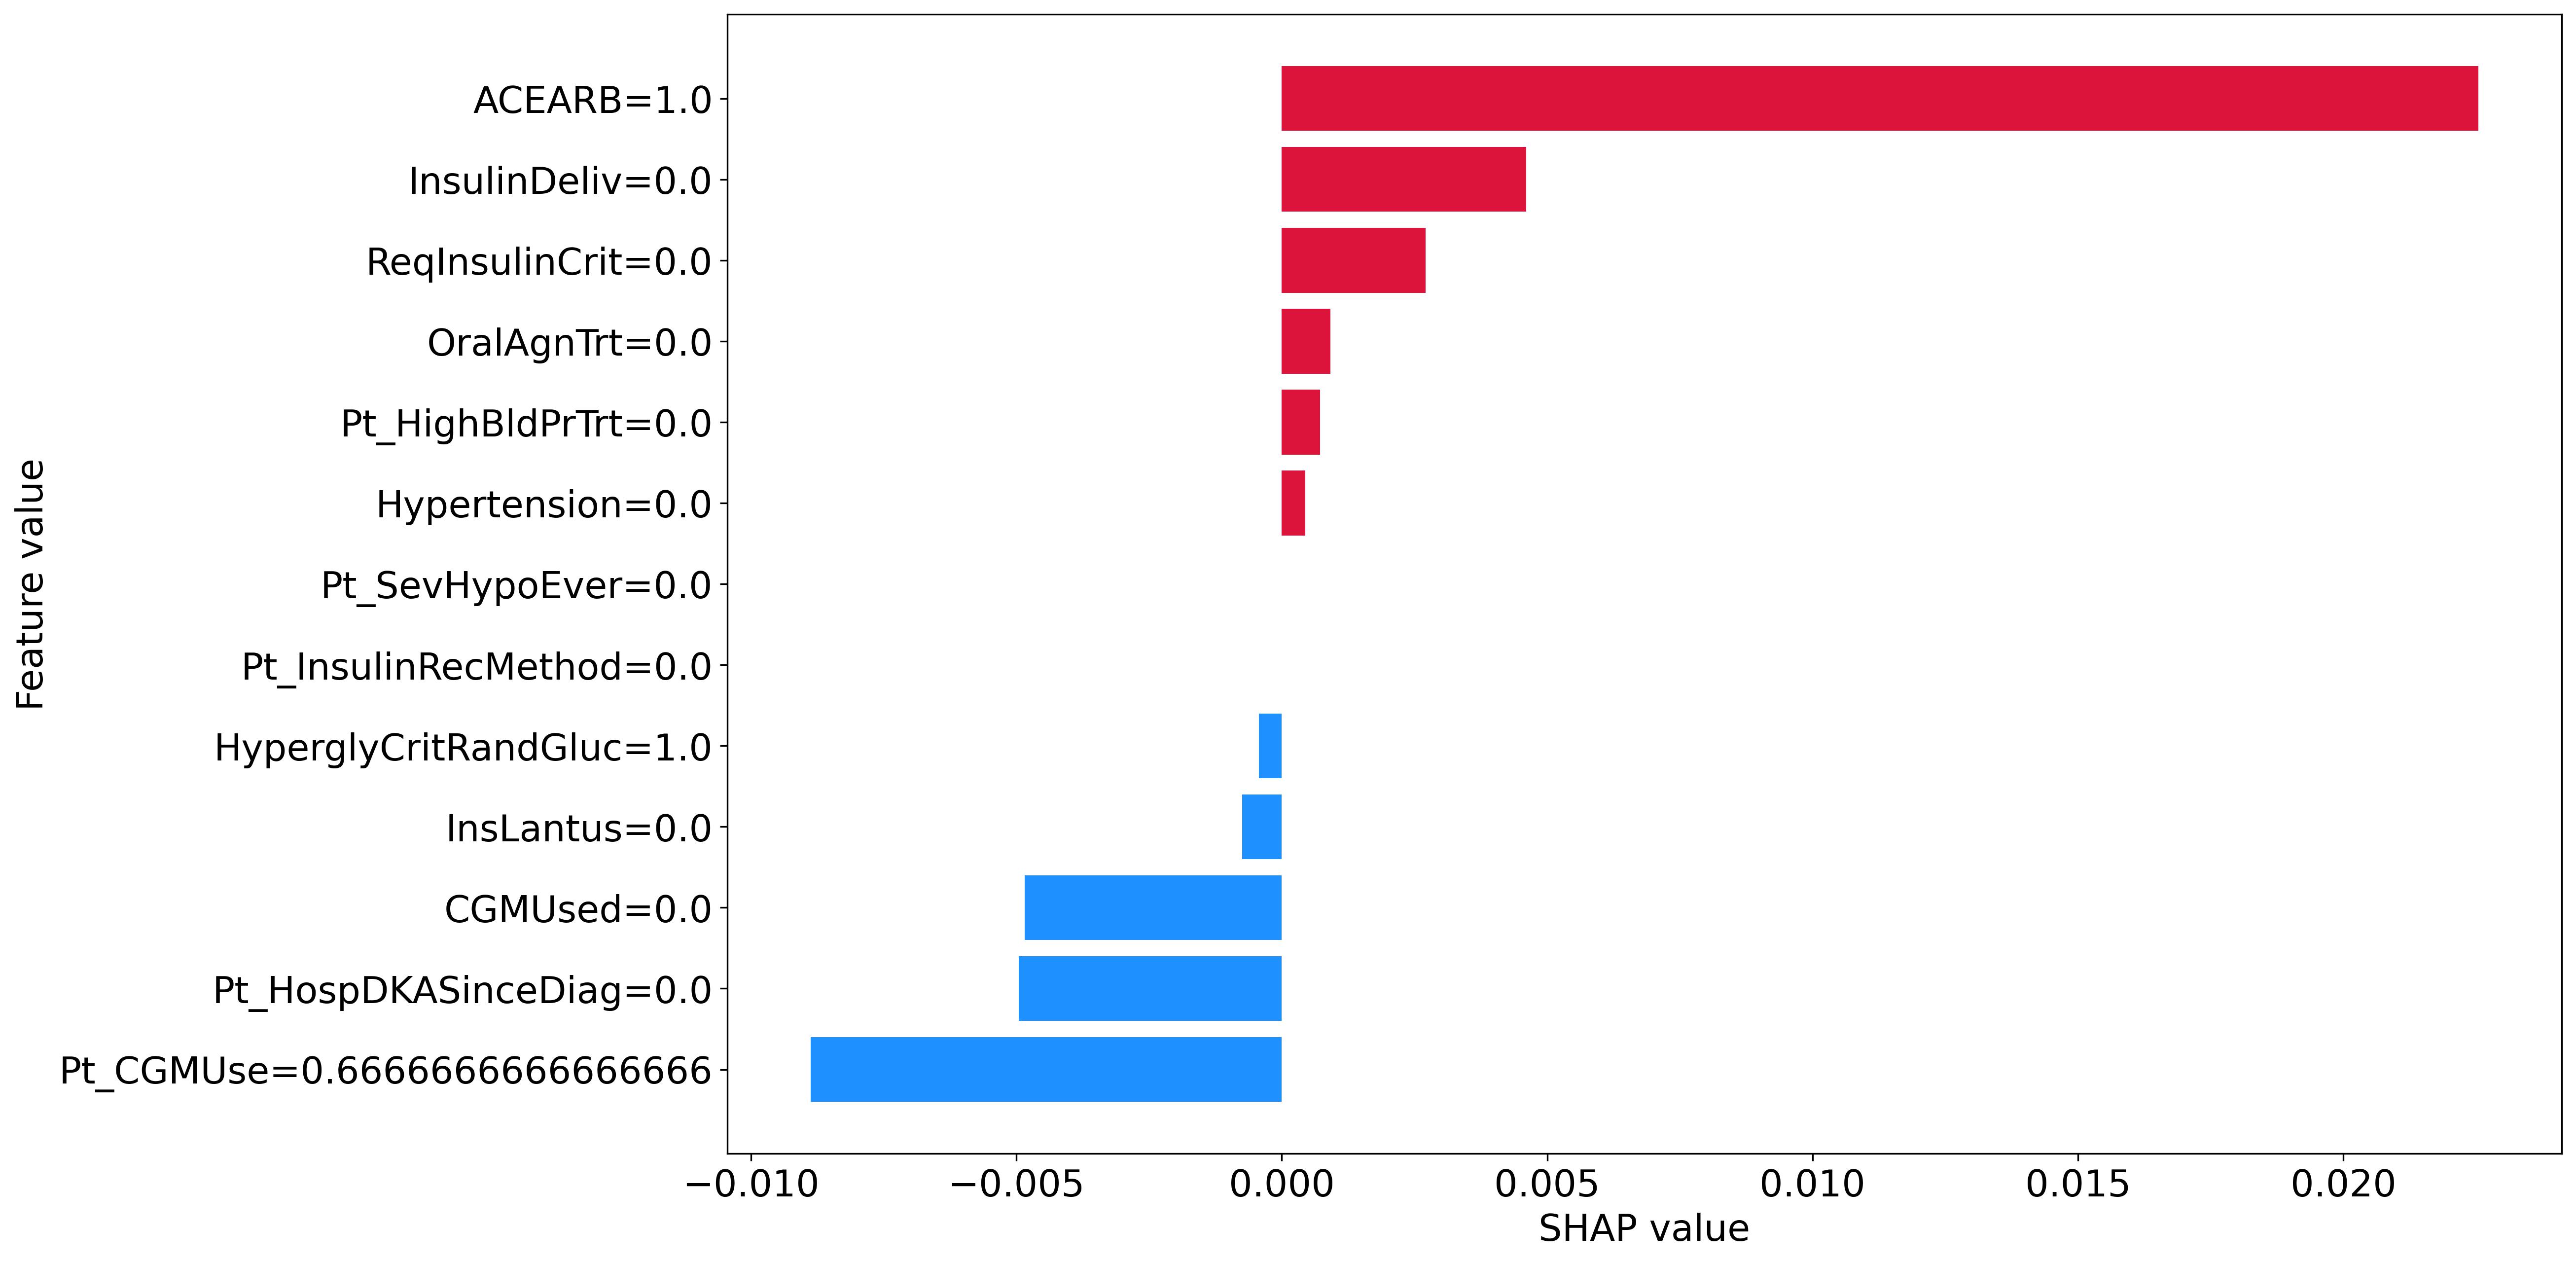 ACEARB=1.0
InsulinDeliv=0.0
ReqInsulinCrit=0.0
OralAgnTrt=0.0
Pt_HighBldPrTrt=0.0
Hypertension=0.0
Pt_SevHypoEver=0.0
Pt_InsulinRecMethod=0.0
HyperglyCritRandGluc=1.0
InsLantus=0.0
CGMUsed=0.0
Pt_HospDKASinceDiag=0.0
Pt_CGMUse=0.6666666666666666
Feature value
−0.010 −0.005 0.000 0.005 0.010 0.015 0.020
SHAP value